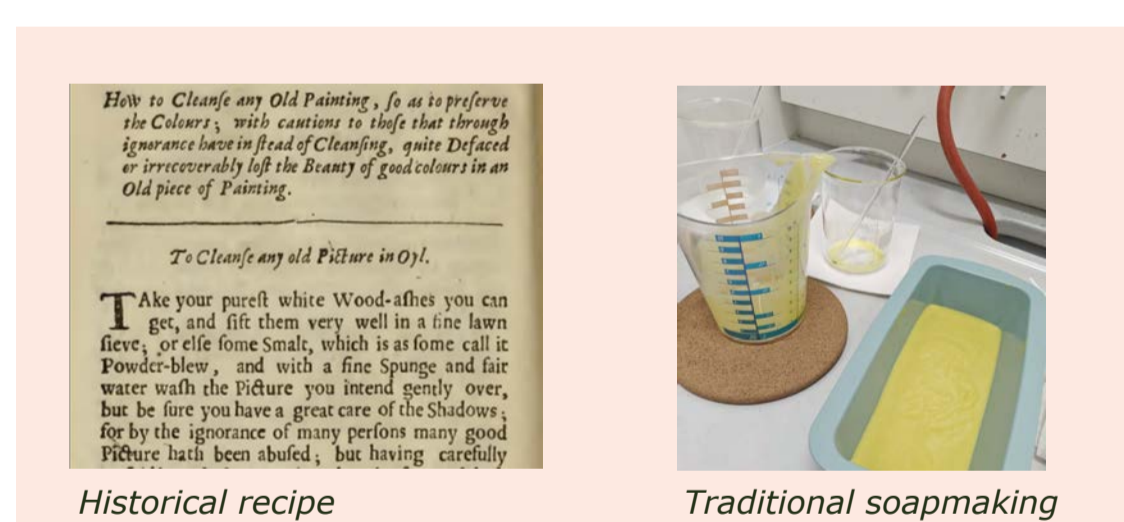 How to Cleanſe any Old Painting, ſo as to preſerve
the Colours; with cautions to thoſe that through
ignorance have in ſtead of Cleanſing, quite Defaced
or irrecoverably loſt the Beauty of good colours in an
Old piece of Painting.
To Cleanſe any old Picture in Oyl.
TAke your pureſt white Wood-aſhes you can
get, and ſift them very well in a fine lawn
ſieve; or elſe ſome Smalt, which is as ſome call it
Powder-blew, and with a fine Spunge and fair
water waſh the Picture you intend gently over,
but be ſure you have a great care of the Shadows;
for by the ignorance of many perſons many good
Picture hath been abuſed; but having carefully
Historical recipe
Traditional soapmaking